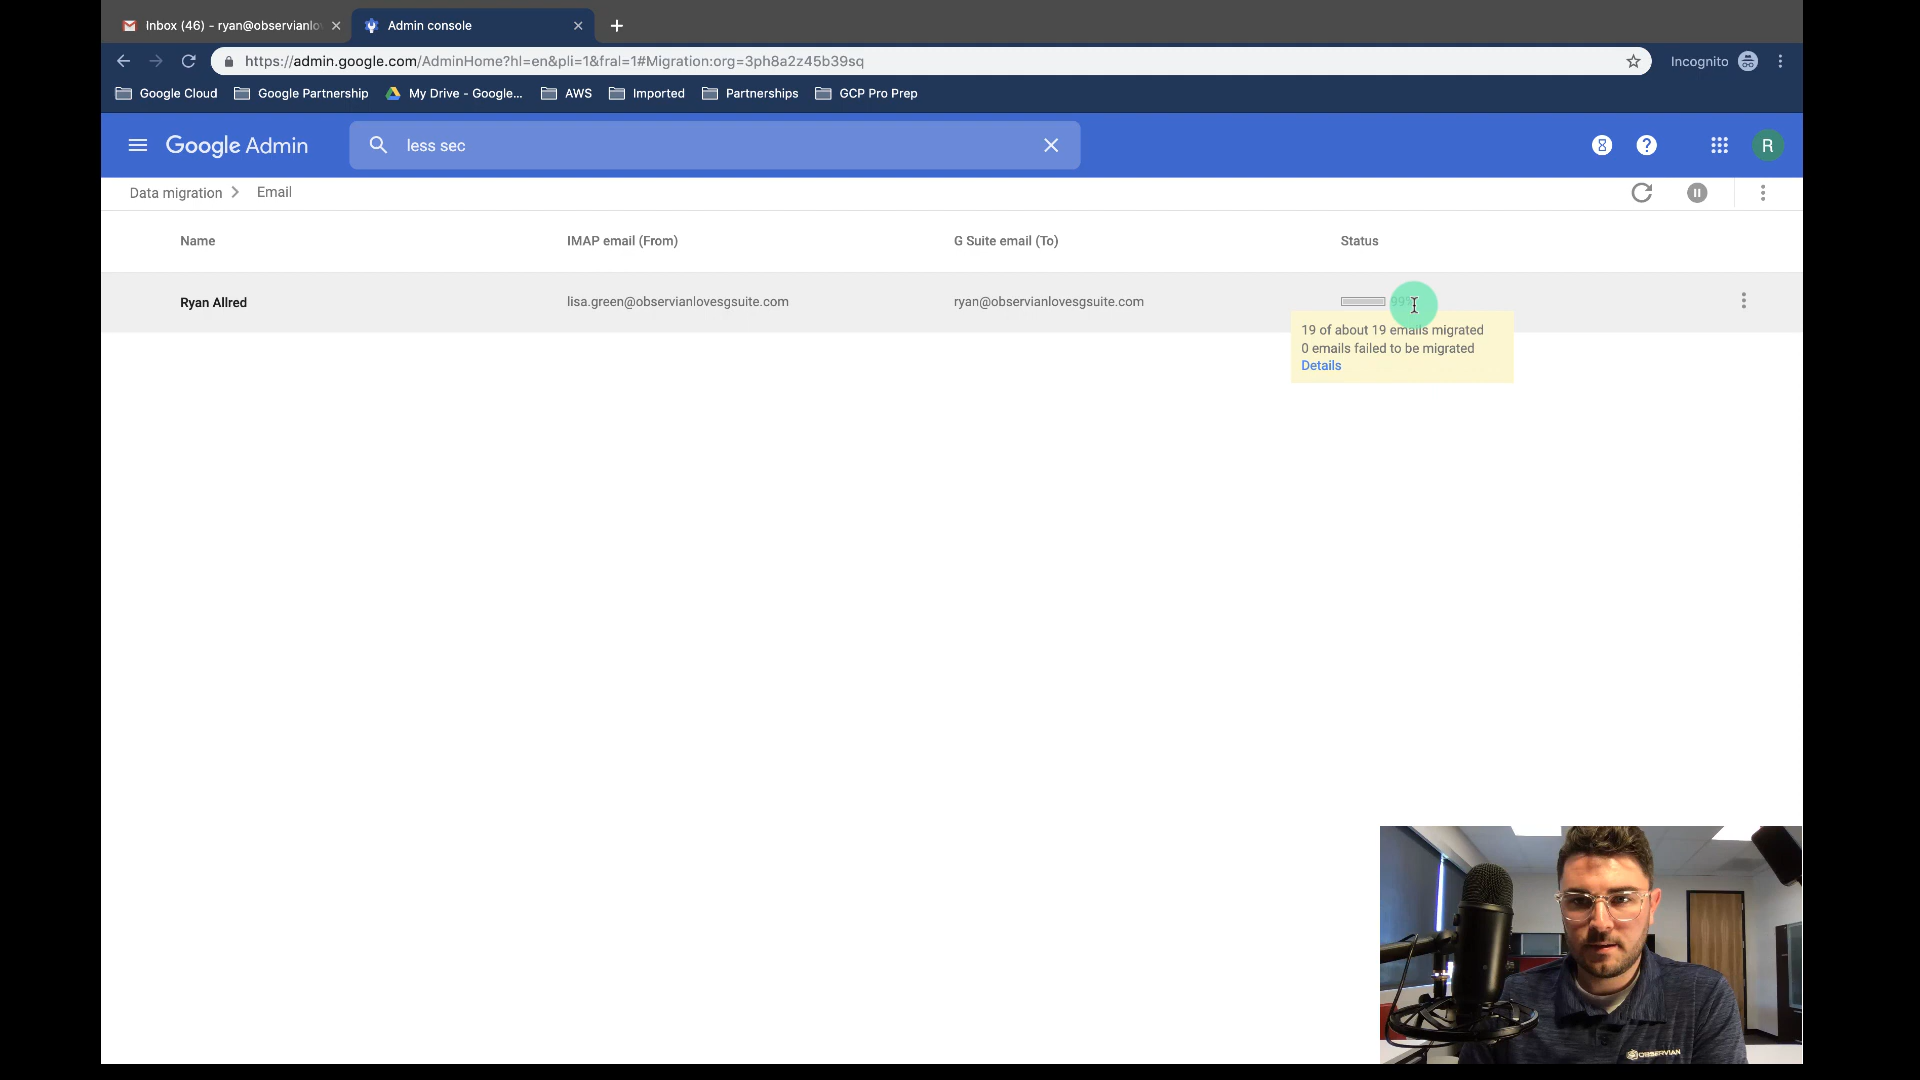 Inbox (46) - ryan@observianlo
Admin console
https://admin.google.com/AdminHome?hl=en&pli=1&fral=1#Migration:org=3ph8a2z45b39sq
Incognito
Google Cloud
Google Partnership
My Drive - Google...
AWS
Imported
Partnerships
GCP Pro Prep
Google Admin
less sec
R
Data migration
Email
Name
IMAP email (From)
G Suite email (To)
Status
Ryan Allred
lisa.green@observianlovesgsuite.com
ryan@observianlovesgsuite.com
19 of about 19 emails migrated
0 emails failed to be migrated
Details
OBSERVIAN